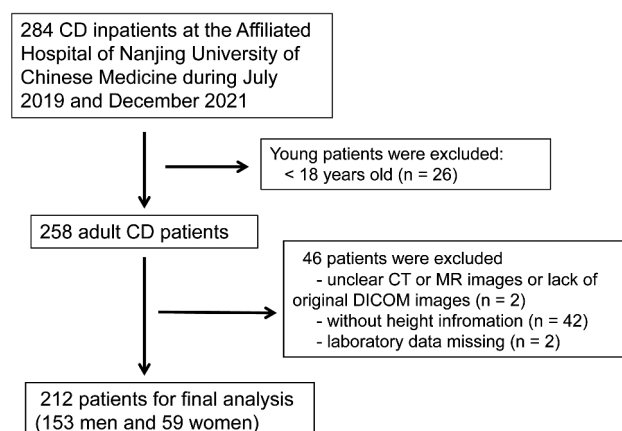 284 CD inpatients at the Affiliated
Hospital of Nanjing University of
Chinese Medicine during July
2019 and December 2021
Young patients were excluded:
< 18 years old (n = 26)
258 adult CD patients
46 patients were excluded
- unclear CT or MR images or lack of
original DICOM images (n = 2)
- without height infromation (n = 42)
- laboratory data missing (n = 2)
212 patients for final analysis
(153 men and 59 women)